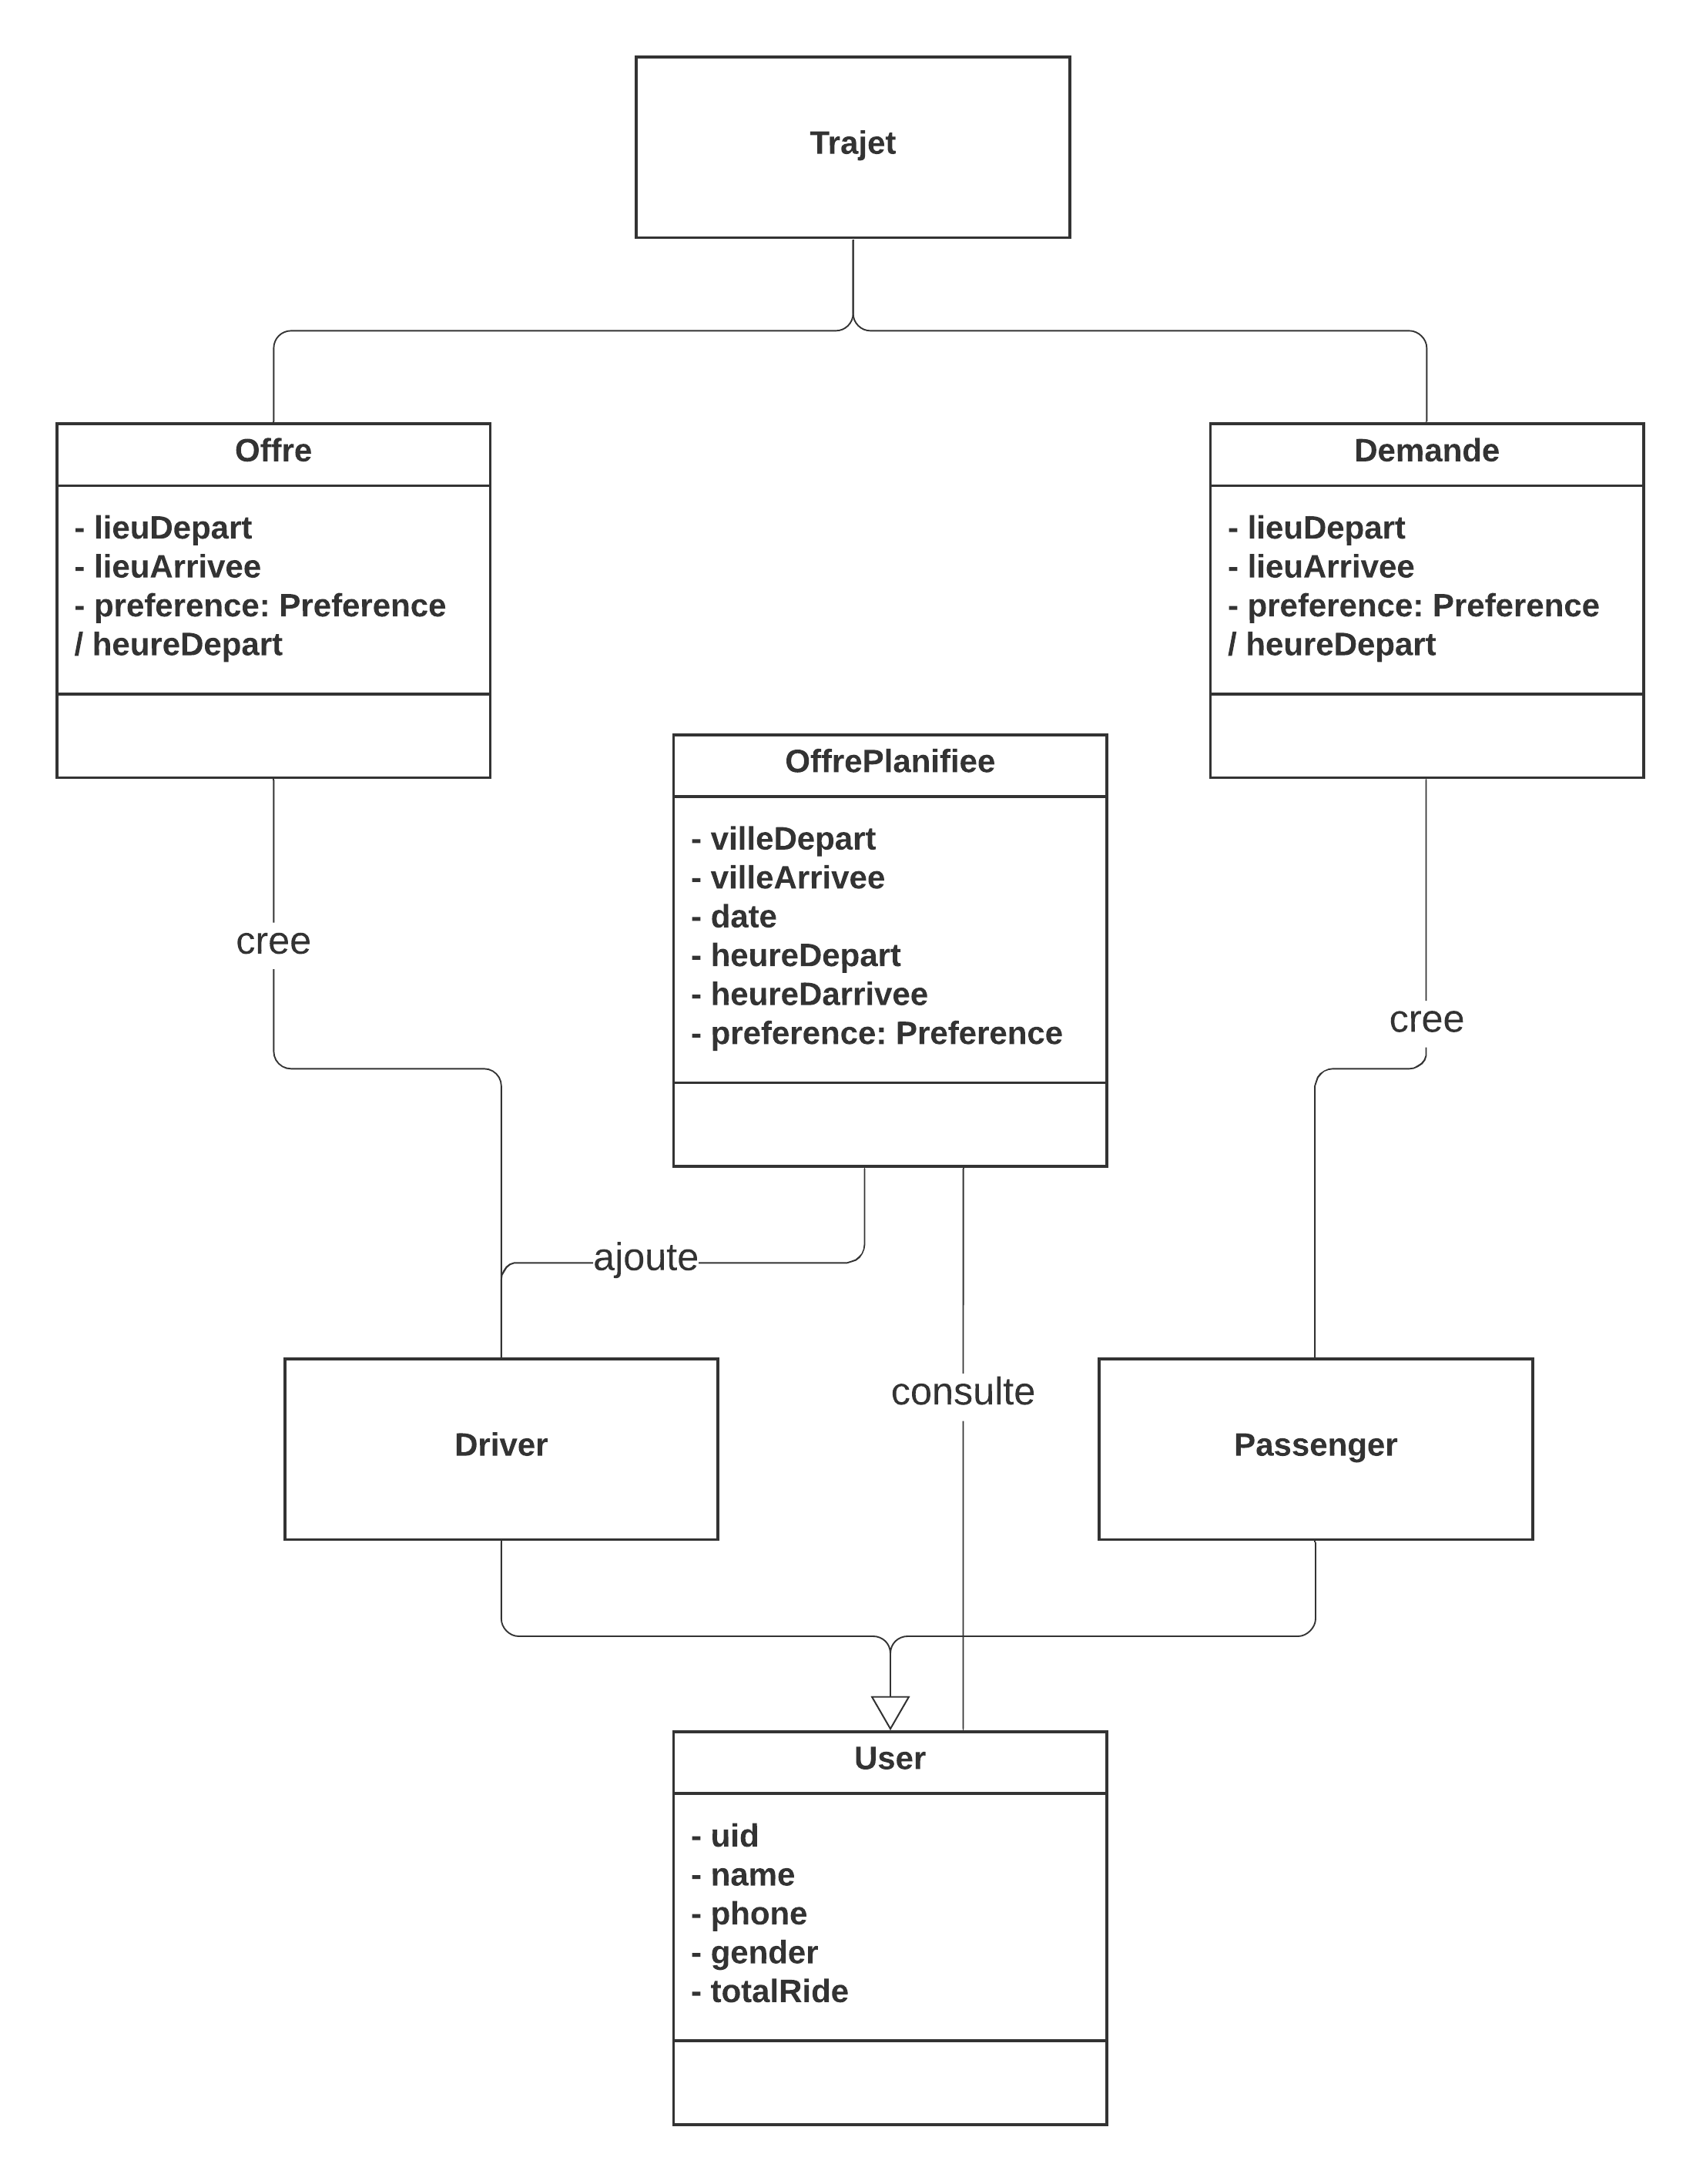 Trajet
Offre
- lieuDepart
- lieuArrivee
- preference: Preference
/ heureDepart
Demande
- lieuDepart
- lieuArrivee
- preference: Preference
/ heureDepart
OffrePlanifiee
- villeDepart
- villeArrivee
- date
- heureDepart
- heureDarrivee
- preference: Preference
cree
cree
ajoute
consulte
Driver
Passenger
User
- uid
- name
- phone
- gender
- totalRide